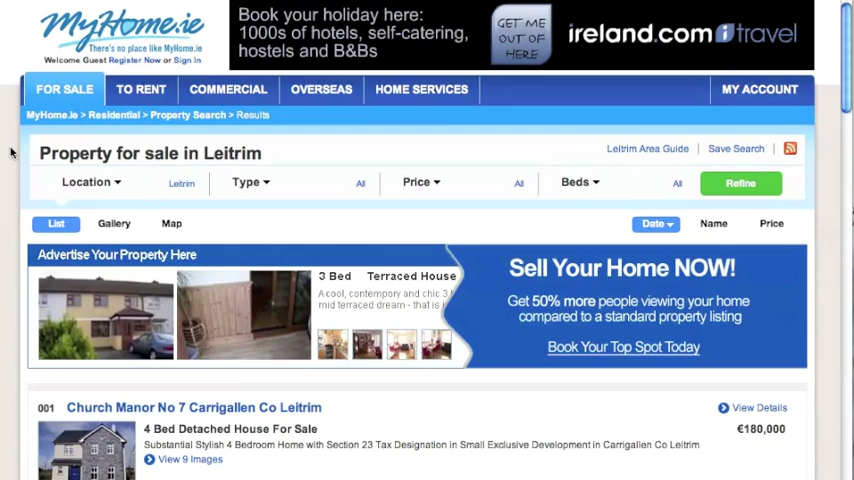 MyHome.ie
There's no place like MyHome.ie
Welcome Guest Register Now or Sign In
Book your holiday here:
1000s of hotels, self-catering,
hostels and B&Bs
GET ME
OUT OF
HERE
ireland.com travel
FOR SALE TO RENT COMMERCIAL OVERSEAS HOME SERVICES MY ACCOUNT
MyHome.ie > Residential > Property Search > Results
Property for sale in Leitrim
Leitrim Area Guide | Save Search |
Location Leitrim Type All Price All Beds All Refine
List Gallery Map Date Name Price
Advertise Your Property Here
3 Bed Terraced House
A cool, contempory and chic 3
mid terraced dream - that is
Sell Your Home NOW!
Get 50% more people viewing your home
compared to a standard property listing
Book Your Top Spot Today
001 Church Manor No 7 Carrigallen Co Leitrim View Details
4 Bed Detached House For Sale €180,000
Substantial Stylish 4 Bedroom Home with Section 23 Tax Designation in Small Exclusive Development in Carrigallen Co Leitrim
View 9 Images